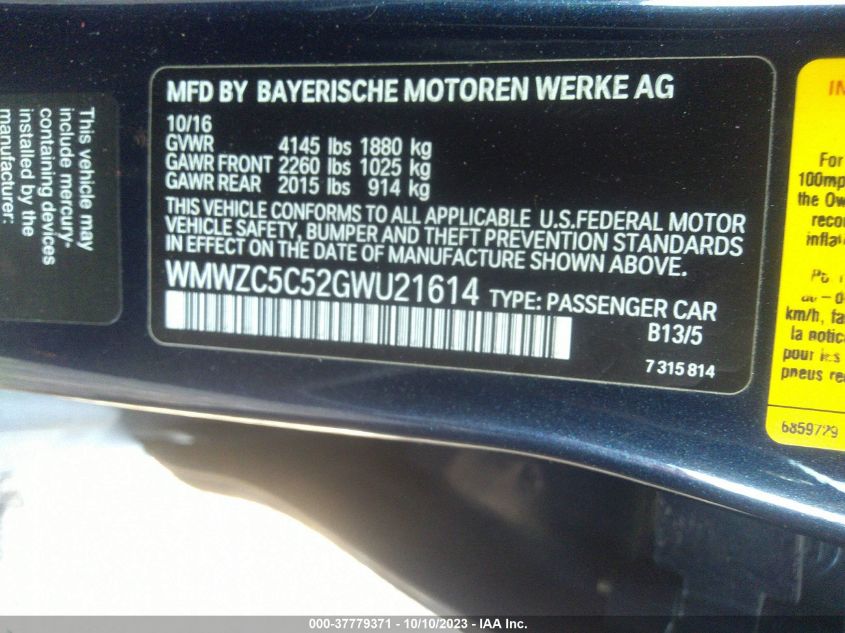 This vehicle may
include mercury-
containing devices
installed by the
manufacturer:
MFD BY BAYERISCHE MOTOREN WERKE AG
10/16
GVWR 4145 lbs 1880 kg
GAWR FRONT 2260 lbs 1025 kg
GAWR REAR 2015 lbs 914 kg
THIS VEHICLE CONFORMS TO ALL APPLICABLE U.S.FEDERAL MOTOR
VEHICLE SAFETY, BUMPER AND THEFT PREVENTION STANDARDS
IN EFFECT ON THE DATE OF MANUFACTURE SHOWN ABOVE.
WMWZC5C52GWU21614 TYPE: PASSENGER CAR
B13/5
7 315 814
IN
For
100mp
the Ow
reco
infla
km/h, fa
la notic
pour les
pneus re
6859729
000-37779371 - 10/10/2023 - IAA Inc.